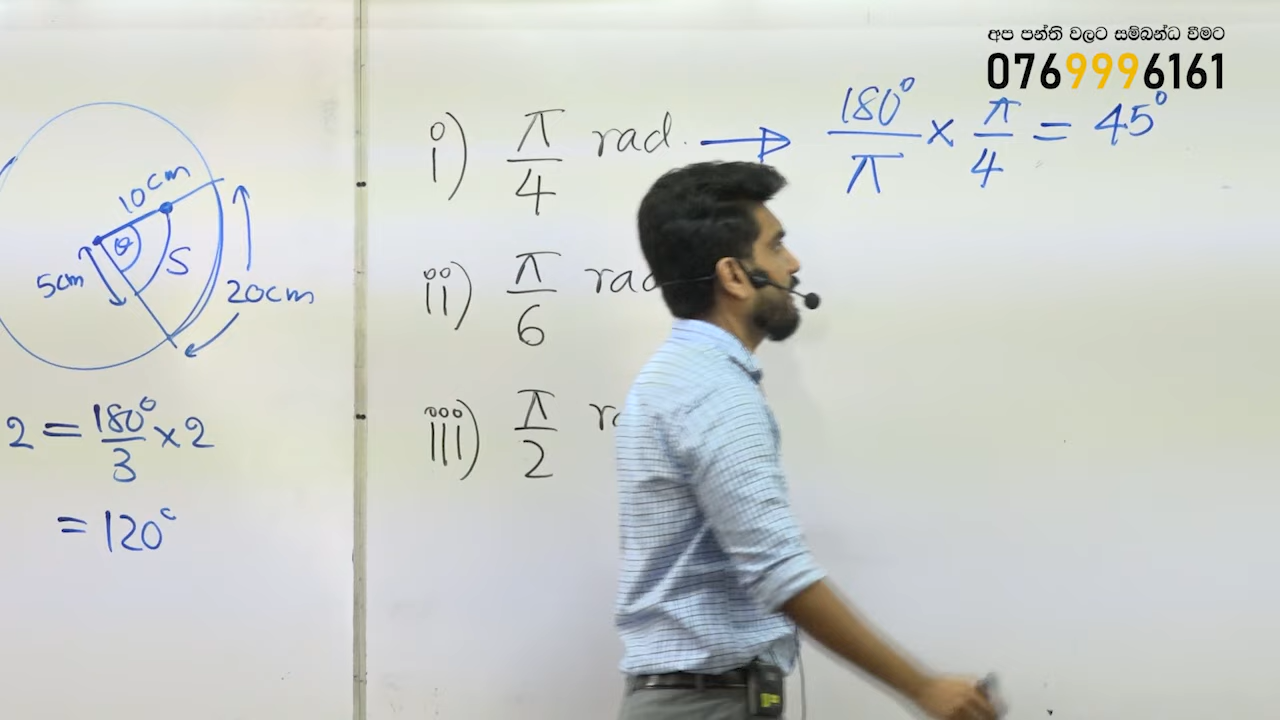 අප පන්ති වලට සම්බන්ධ වීමට
0769996161
10cm
θ
S
5cm
20cm
2 = 180°/3 × 2
= 120°
i) π/4 rad. → 180°/π × π/4 = 45°
ii) π/6 rad
iii) π/2